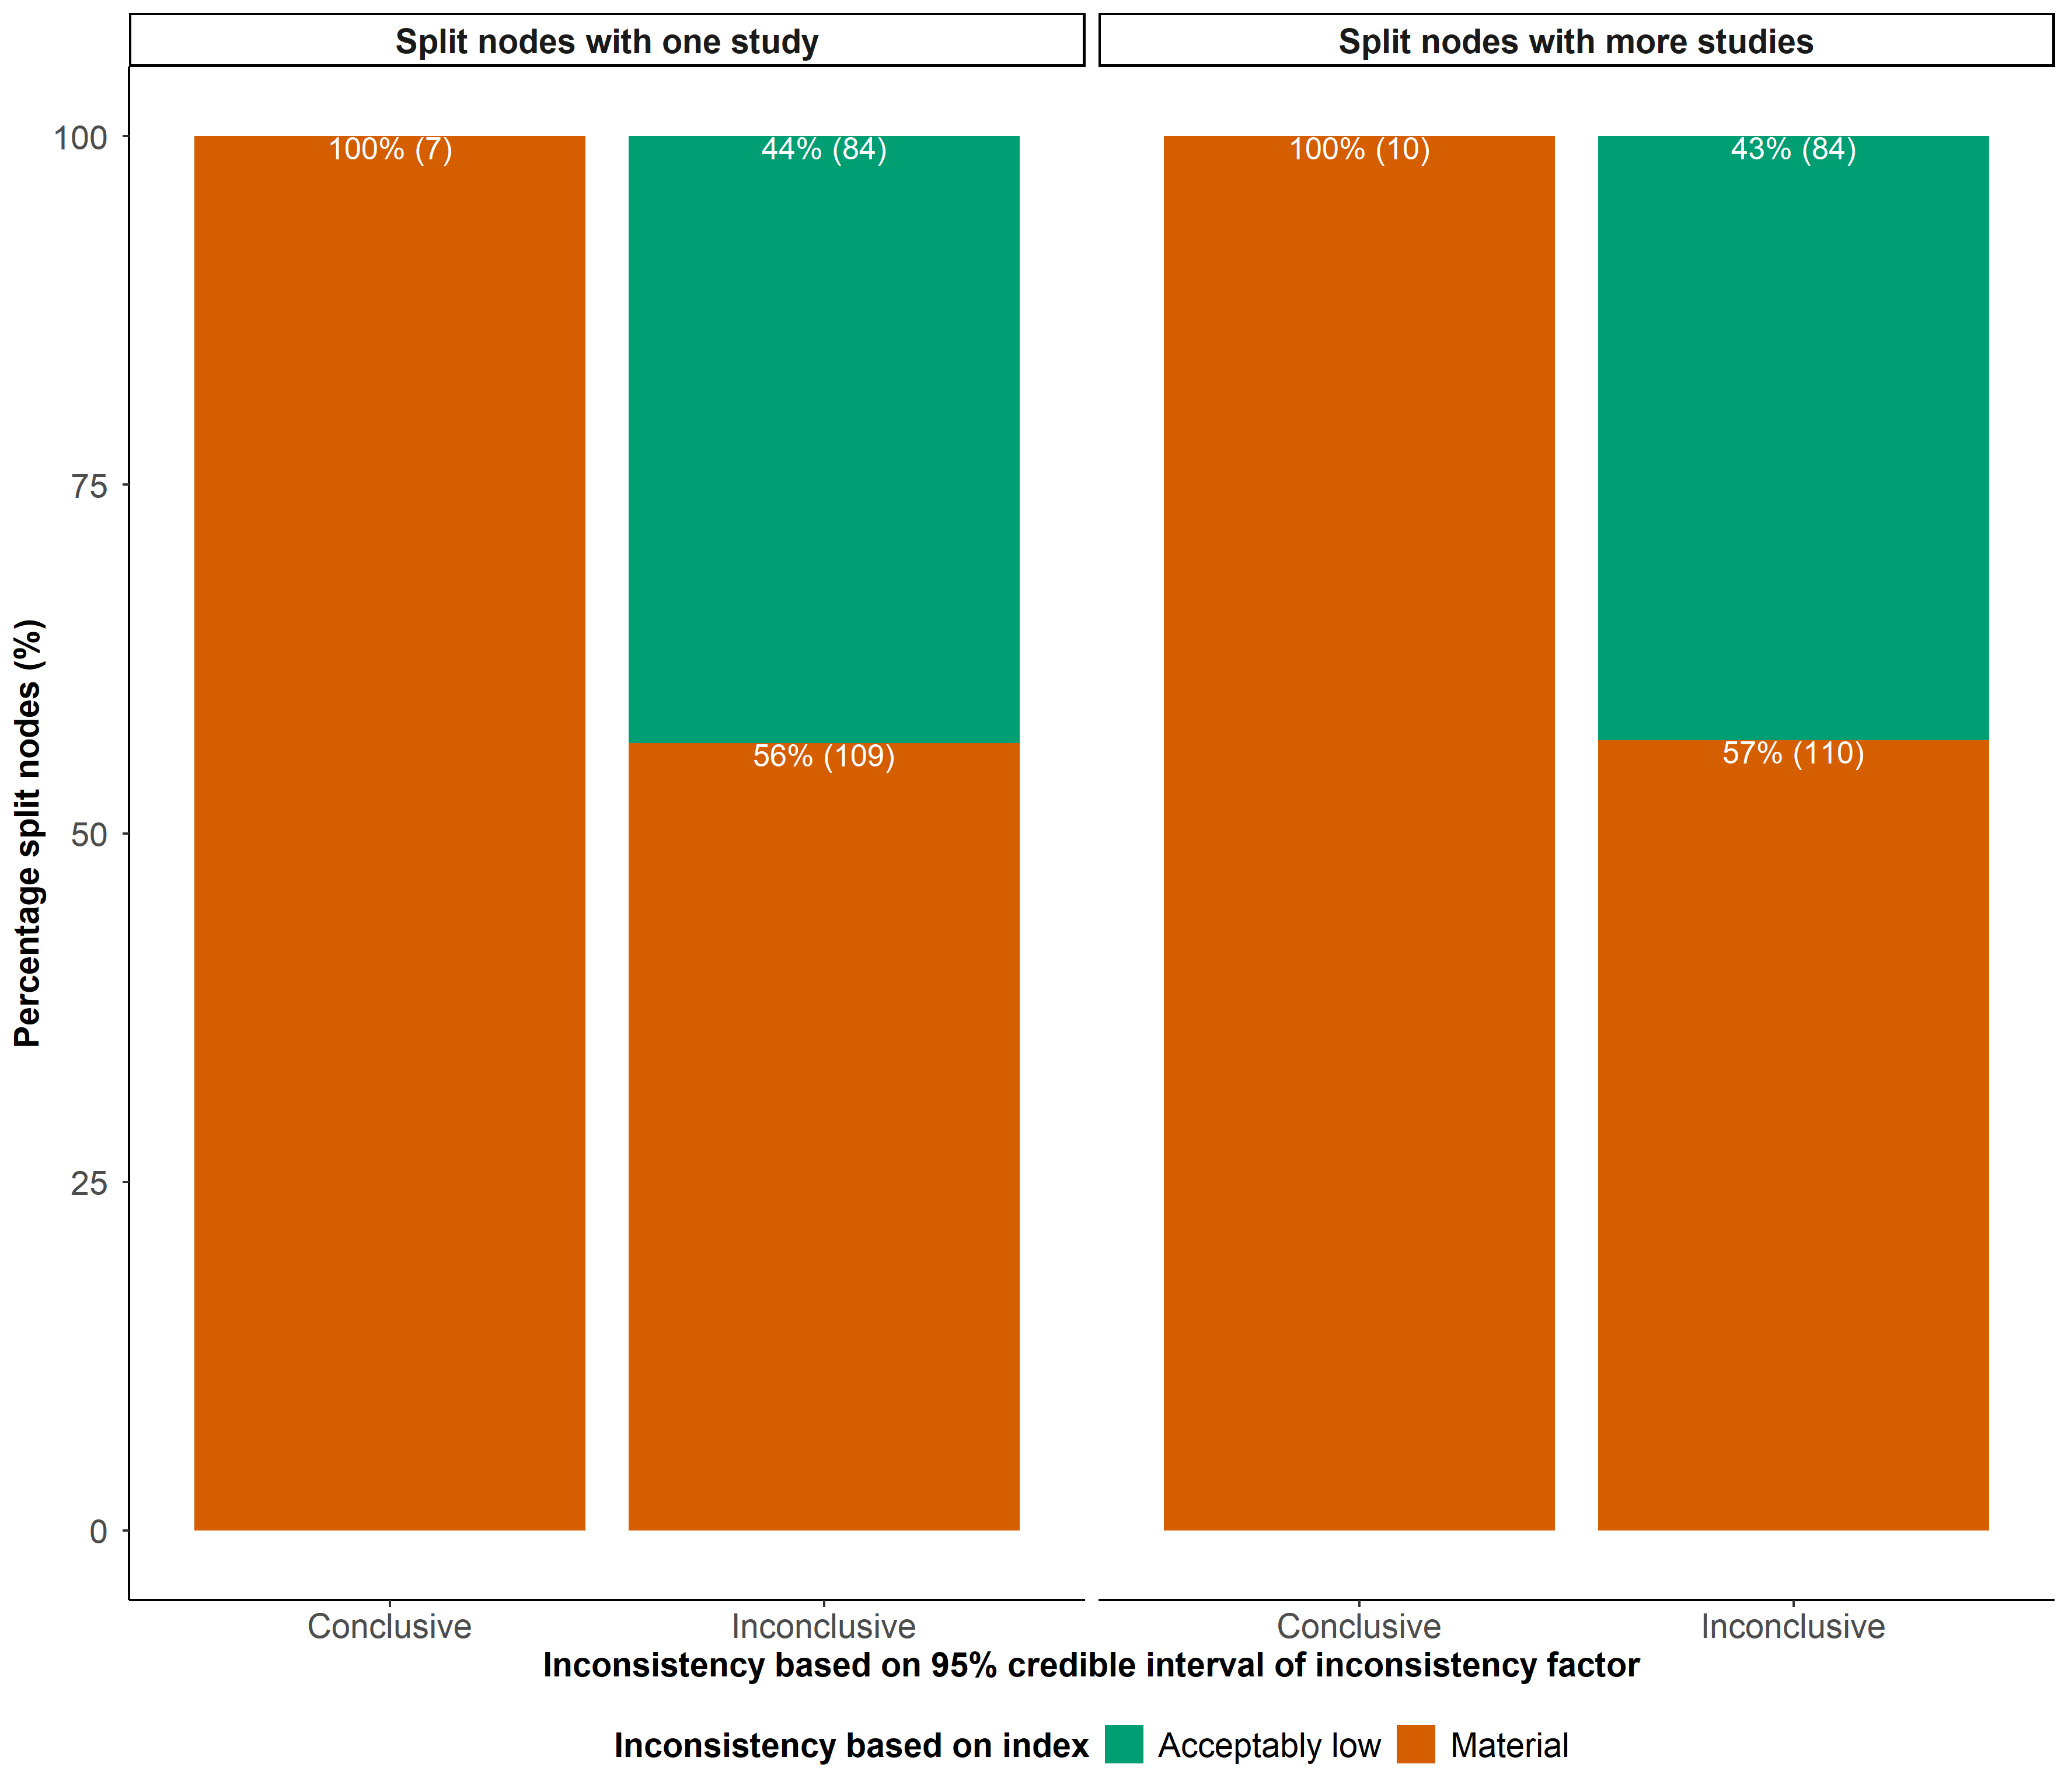 Split nodes with one study
Split nodes with more studies
Percentage split nodes (%)
100
75
50
25
0
100% (7)
44% (84)
56% (109)
100% (10)
43% (84)
57% (110)
Conclusive
Inconclusive
Conclusive
Inconclusive
Inconsistency based on 95% credible interval of inconsistency factor
Inconsistency based on index Acceptably low Material